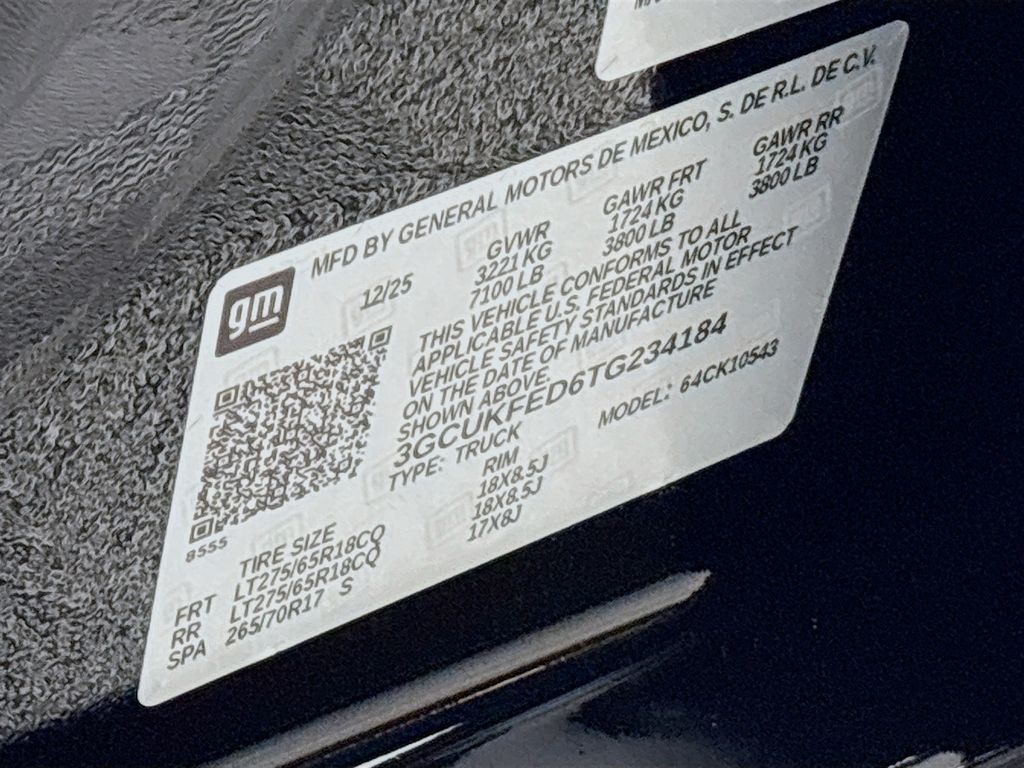 MFD BY GENERAL MOTORS DE MEXICO, S. DE R.L. DE C.V.
gm
12/25
GVWR GAWR FRT GAWR RR
3221 KG 1724 KG 1724 KG
7100 LB 3800 LB 3800 LB
THIS VEHICLE CONFORMS TO ALL
APPLICABLE U.S. FEDERAL MOTOR
VEHICLE SAFETY STANDARDS IN EFFECT
ON THE DATE OF MANUFACTURE
SHOWN ABOVE.
3GCUKFED6TG234184
TYPE: TRUCK MODEL: 64CK10543
8555
TIRE SIZE RIM
FRT LT275/65R18CQ 18X8.5J
RR LT275/65R18CQ 18X8.5J
SPA 265/70R17 S 17X8J